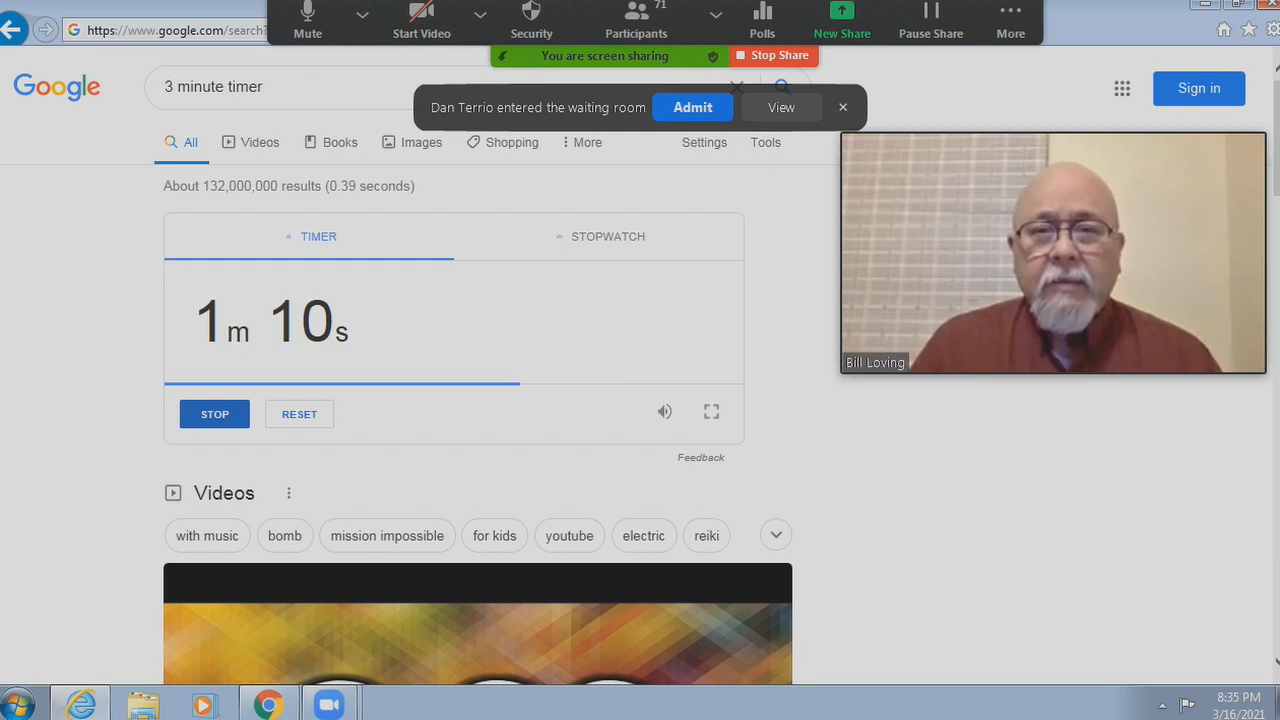 71
Mute
Start Video
Security
Participants
Polls
New Share
Pause Share
More
https://www.google.com/search?
You are screen sharing
Stop Share
Google
3 minute timer
Sign in
Dan Terrio entered the waiting room
Admit
View
All
Videos
Books
Images
Shopping
More
Settings
Tools
About 132,000,000 results (0.39 seconds)
TIMER
STOPWATCH
1m 10s
STOP
RESET
Feedback
Bill Loving
Videos
with music
bomb
mission impossible
for kids
youtube
electric
reiki
8:35 PM
3/16/2021